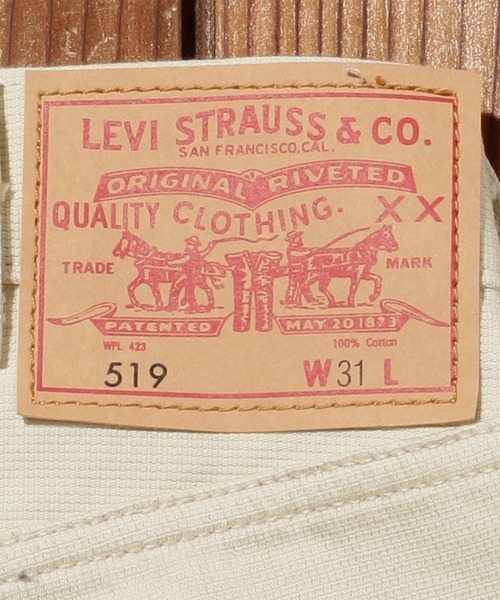 LEVI STRAUSS & CO.
SAN FRANCISCO, CAL.
ORIGINAL RIVETED
QUALITY CLOTHING. XX
TRADE MARK
PATENTED MAY 20 1873
WPL 423 100% Cotton
519 W 31 L